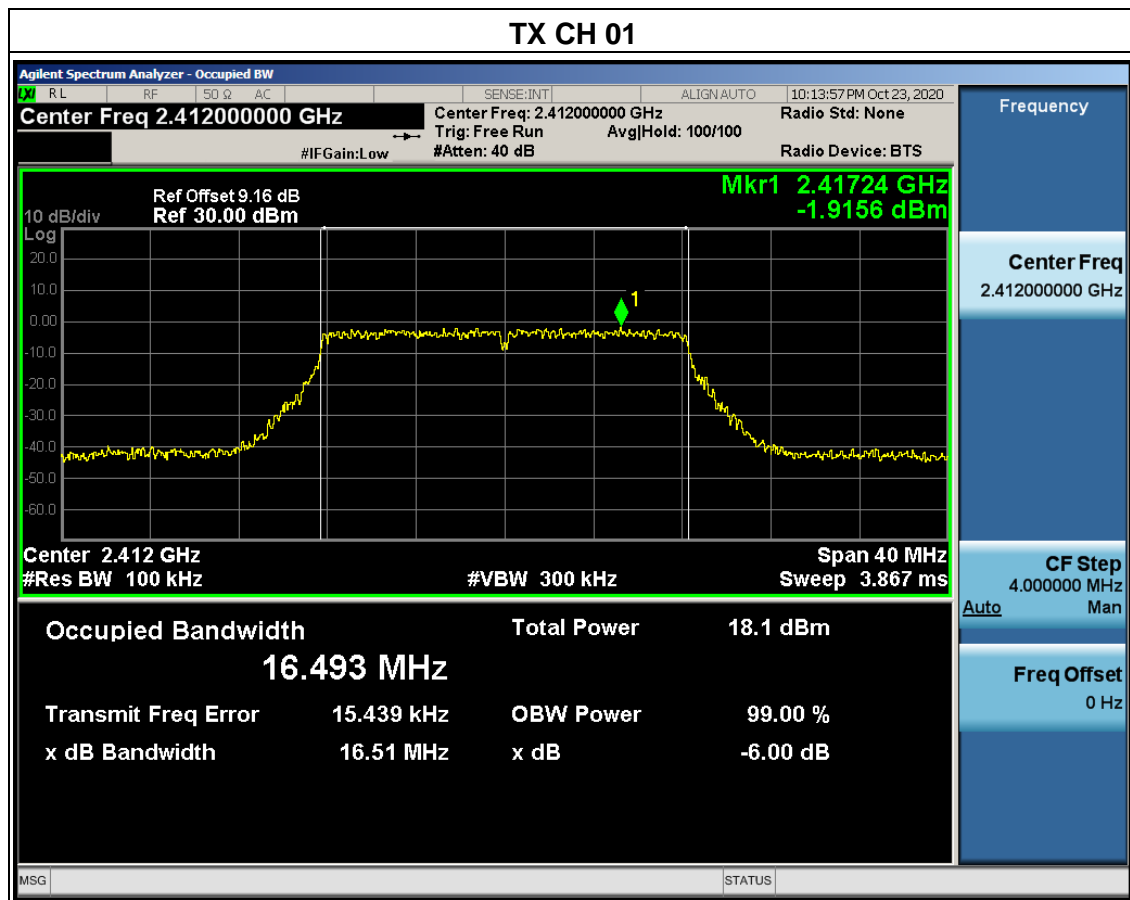 TX CH 01
Agilent Spectrum Analyzer - Occupied BW
LXI RL RF 50 Ω AC SENSE:INT ALIGN AUTO 10:13:57 PM Oct 23, 2020
Center Freq 2.412000000 GHz
Center Freq: 2.412000000 GHz Radio Std: None
Trig: Free Run Avg|Hold: 100/100
#IFGain:Low #Atten: 40 dB Radio Device: BTS
Mkr1 2.41724 GHz
-1.9156 dBm
Ref Offset 9.16 dB
10 dB/div Ref 30.00 dBm
Log
20.0
10.0
1
0.00
-10.0
-20.0
-30.0
-40.0
-50.0
-60.0
Center 2.412 GHz Span 40 MHz
#Res BW 100 kHz #VBW 300 kHz Sweep 3.867 ms
Occupied Bandwidth Total Power 18.1 dBm
16.493 MHz
Transmit Freq Error 15.439 kHz OBW Power 99.00 %
x dB Bandwidth 16.51 MHz x dB -6.00 dB
MSG STATUS
Frequency
Center Freq
2.412000000 GHz
CF Step
4.000000 MHz
Auto Man
Freq Offset
0 Hz